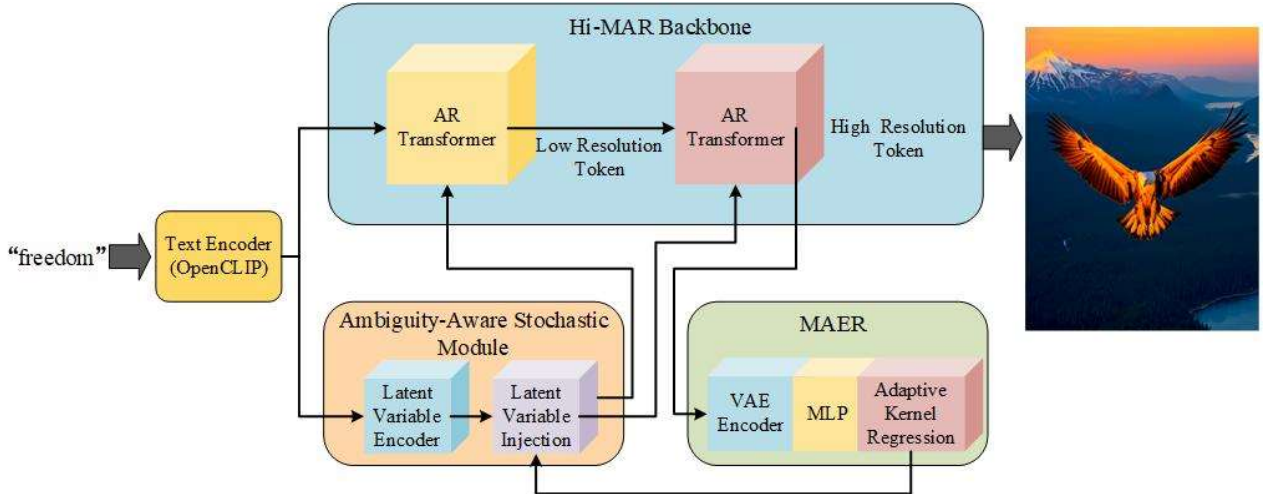 Hi-MAR Backbone
AR
Transformer
Low Resolution
Token
AR
Transformer
High Resolution
Token
“freedom”
Text Encoder
(OpenCLIP)
Ambiguity-Aware Stochastic
Module
Latent
Variable
Encoder
Latent
Variable
Injection
MAER
VAE
Encoder
MLP
Adaptive
Kernel
Regression